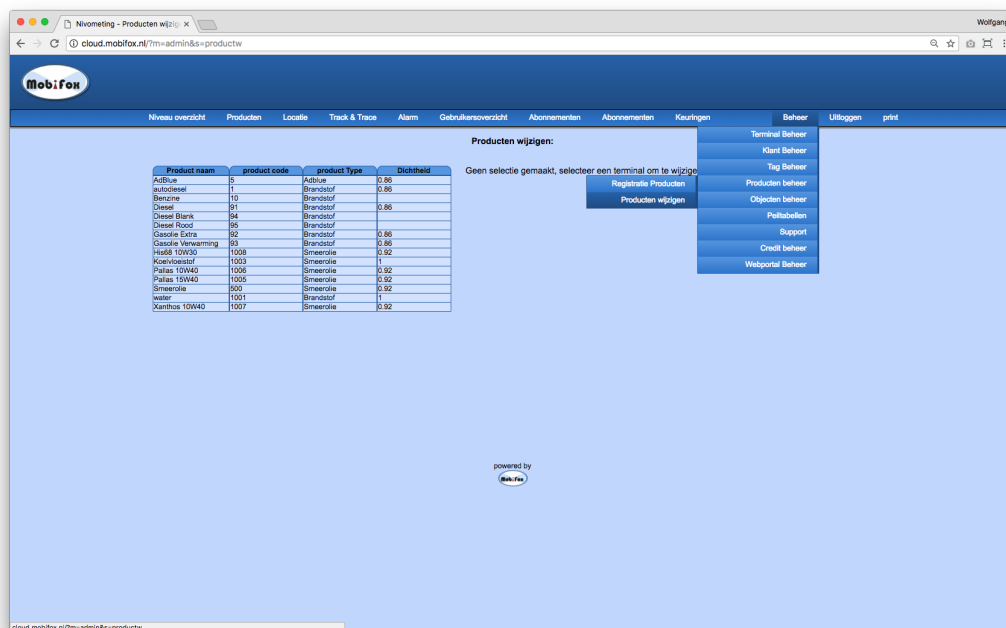 Nivometing - Producten wijzig
Wolfgang
cloud.mobifox.nl/?m=admin&s=productw
MobiFox
Niveau overzicht Producten Locatie Track & Trace Alarm Gebruikersoverzicht Abonnementen Abonnementen Keuringen Beheer Uitloggen print
Producten wijzigen:
Geen selectie gemaakt, selecteer een terminal om te wijzige
Product naam product code product Type Dichtheid
AdBlue 5 Adblue 0.86
autodiesel 1 Brandstof 0.86
Benzine 10 Brandstof
Diesel 91 Brandstof 0.86
Diesel Blank 94 Brandstof
Diesel Rood 95 Brandstof
Gasolie Extra 92 Brandstof 0.86
Gasolie Verwarming 93 Brandstof 0.86
His68 10W30 1008 Smeerolie 0.92
Koelvloeistof 1003 Smeerolie 1
Pallas 10W40 1006 Smeerolie 0.92
Pallas 15W40 1005 Smeerolie 0.92
Smeerolie 500 Smeerolie 0.92
water 1001 Brandstof 1
Xanthos 10W40 1007 Smeerolie 0.92
Registratie Producten
Producten wijzigen
Terminal Beheer
Klant Beheer
Tag Beheer
Producten beheer
Objecten beheer
Peiltabellen
Support
Credit beheer
Webportal Beheer
powered by
MobiFox
cloud.mobifox.nl/?m=admin&s=productw